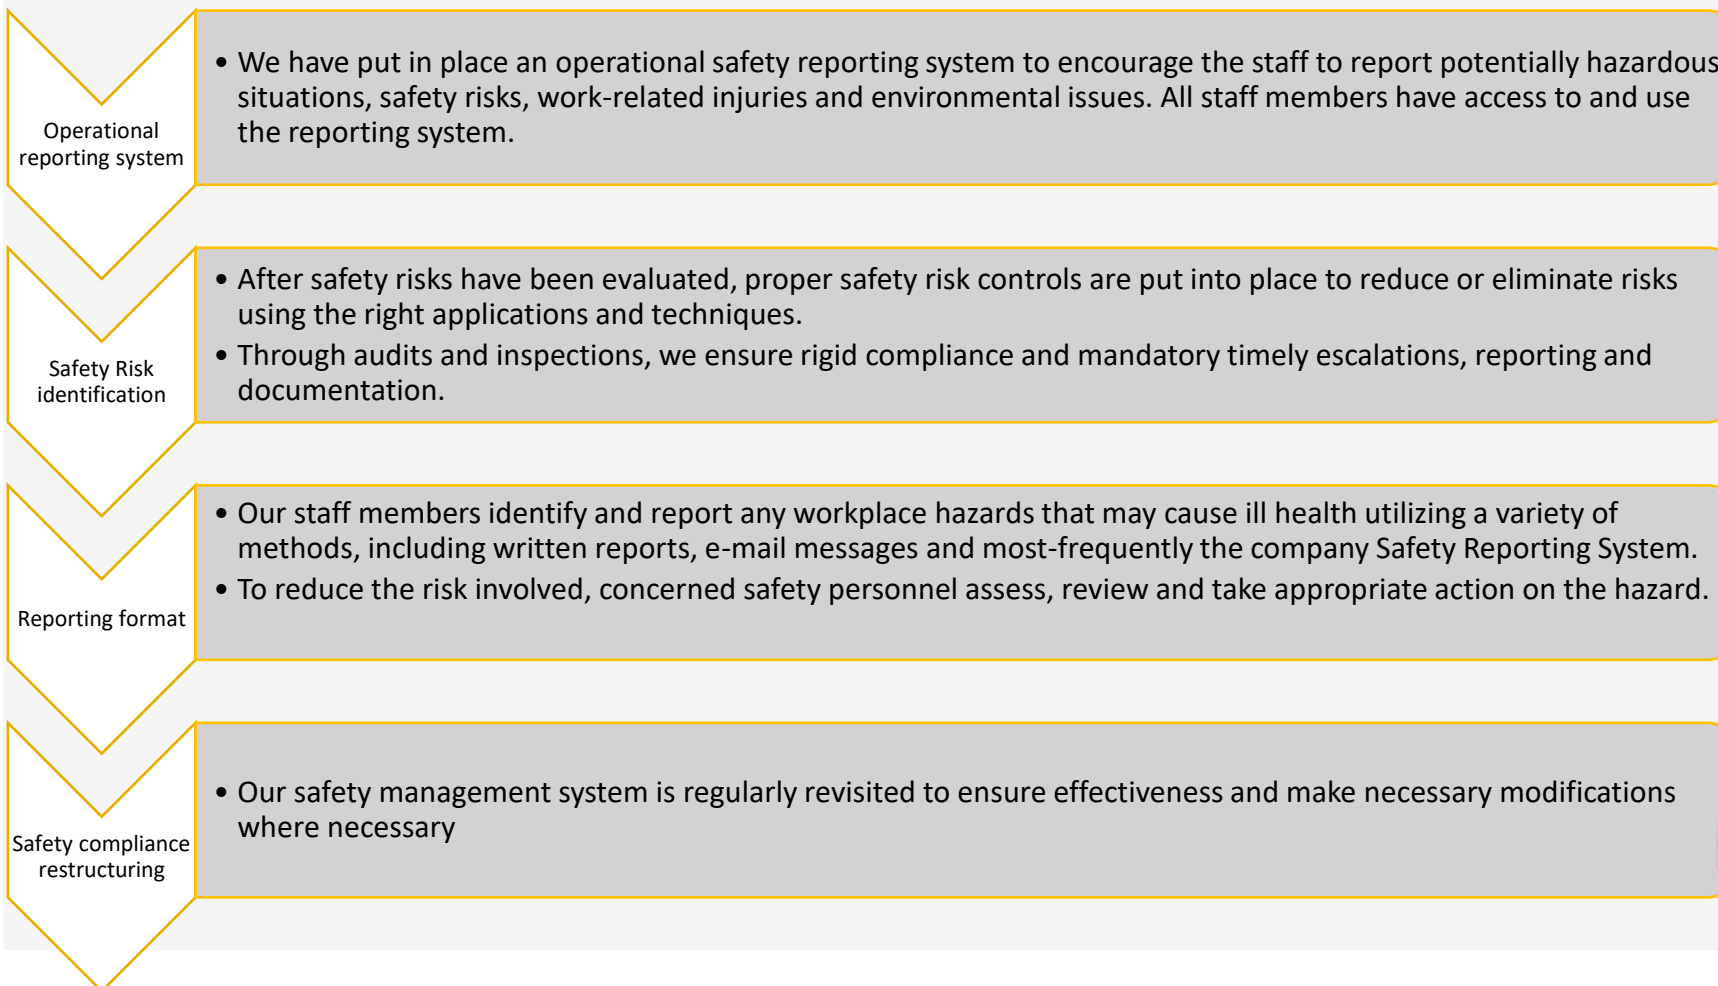 Operational
reporting system
• We have put in place an operational safety reporting system to encourage the staff to report potentially hazardous
situations, safety risks, work-related injuries and environmental issues. All staff members have access to and use
the reporting system.
Safety Risk
identification
• After safety risks have been evaluated, proper safety risk controls are put into place to reduce or eliminate risks
using the right applications and techniques.
• Through audits and inspections, we ensure rigid compliance and mandatory timely escalations, reporting and
documentation.
Reporting format
• Our staff members identify and report any workplace hazards that may cause ill health utilizing a variety of
methods, including written reports, e-mail messages and most-frequently the company Safety Reporting System.
• To reduce the risk involved, concerned safety personnel assess, review and take appropriate action on the hazard.
Safety compliance
restructuring
• Our safety management system is regularly revisited to ensure effectiveness and make necessary modifications
where necessary